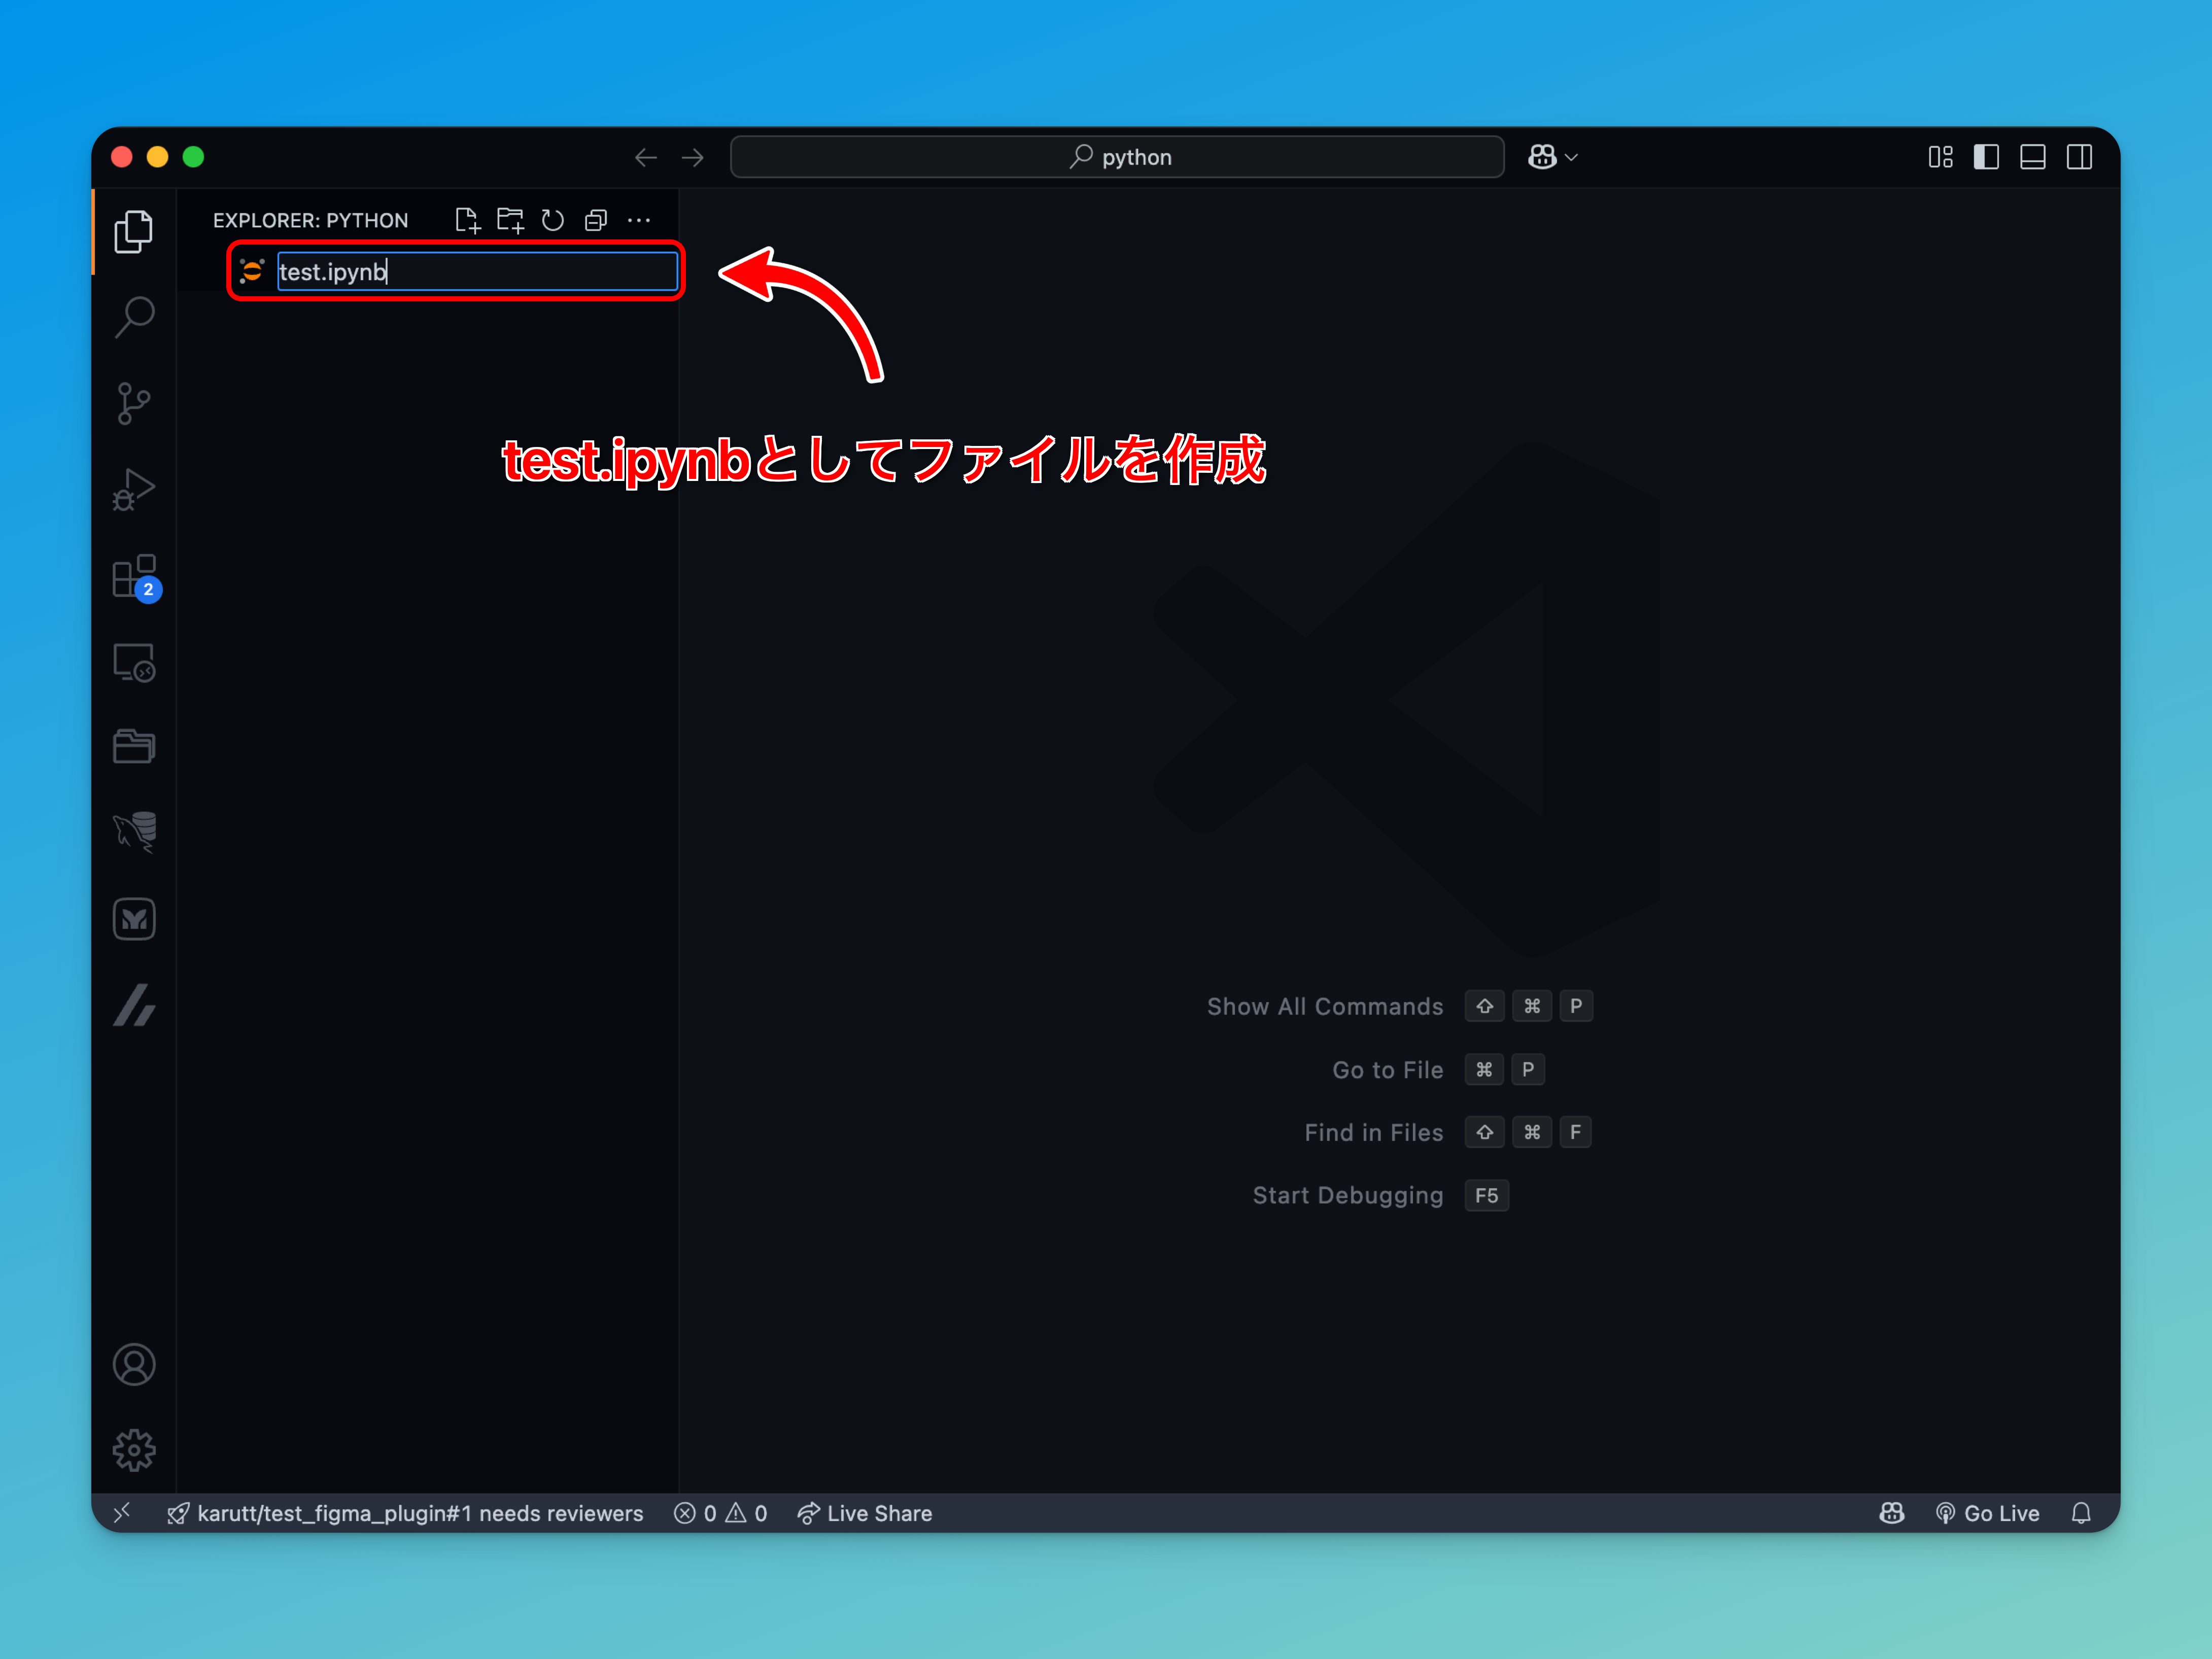 python
EXPLORER: PYTHON
test.ipynb
test.ipynbとしてファイルを作成
2
Show All Commands ⇧ ⌘ P
Go to File ⌘ P
Find in Files ⇧ ⌘ F
Start Debugging F5
karutt/test_figma_plugin#1 needs reviewers 0 0 Live Share Go Live